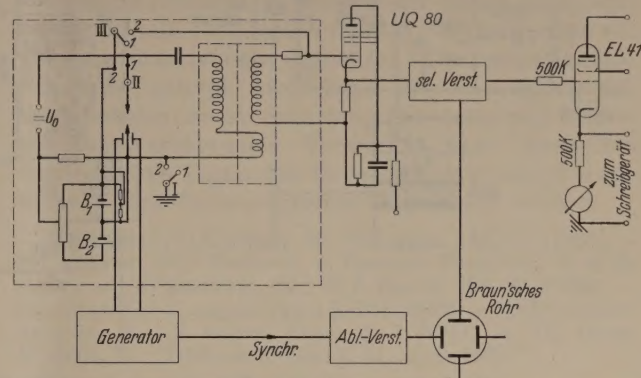 III
2
1
UQ 80
2
1
II
EL 41
500K
sel. Verst.
U₀
500K
zum
Schreibgerät
2
1
I
B₁
B₂
Braun'sches
Rohr
Generator
Synchr.
Abl.-Verst.